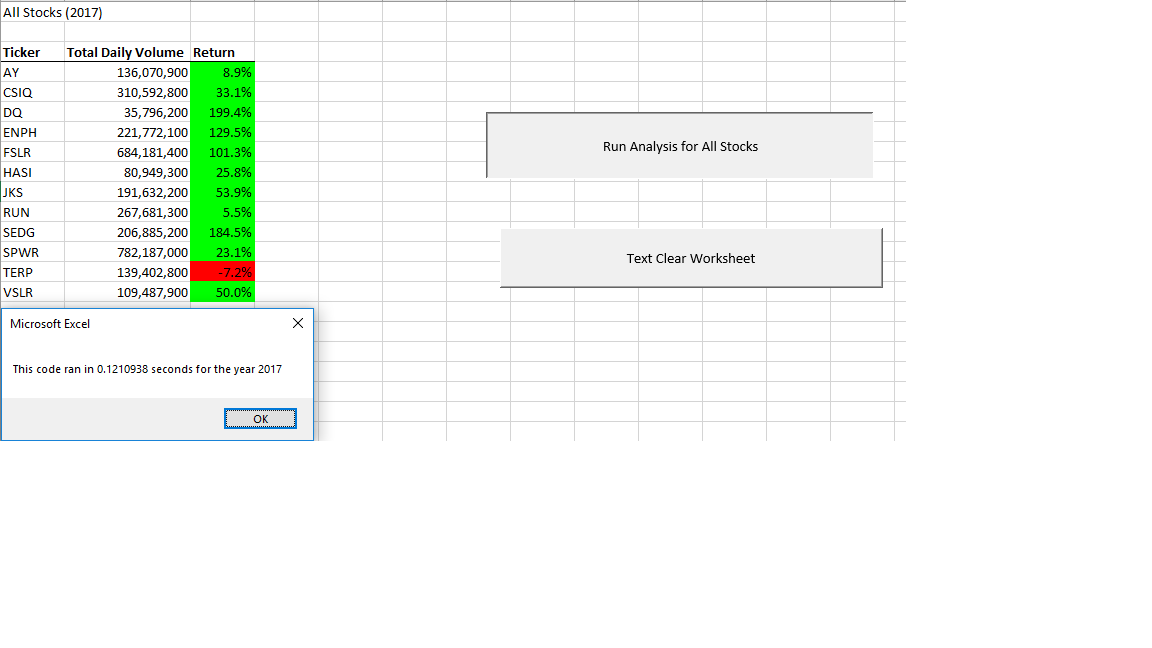 All Stocks (2017)
Ticker Total Daily Volume Return
AY 136,070,900 8.9%
CSIQ 310,592,800 33.1%
DQ 35,796,200 199.4%
ENPH 221,772,100 129.5%
FSLR 684,181,400 101.3%
HASI 80,949,300 25.8%
JKS 191,632,200 53.9%
RUN 267,681,300 5.5%
SEDG 206,885,200 184.5%
SPWR 782,187,000 23.1%
TERP 139,402,800 -7.2%
VSLR 109,487,900 50.0%
Run Analysis for All Stocks
Text Clear Worksheet
Microsoft Excel
This code ran in 0.1210938 seconds for the year 2017
OK